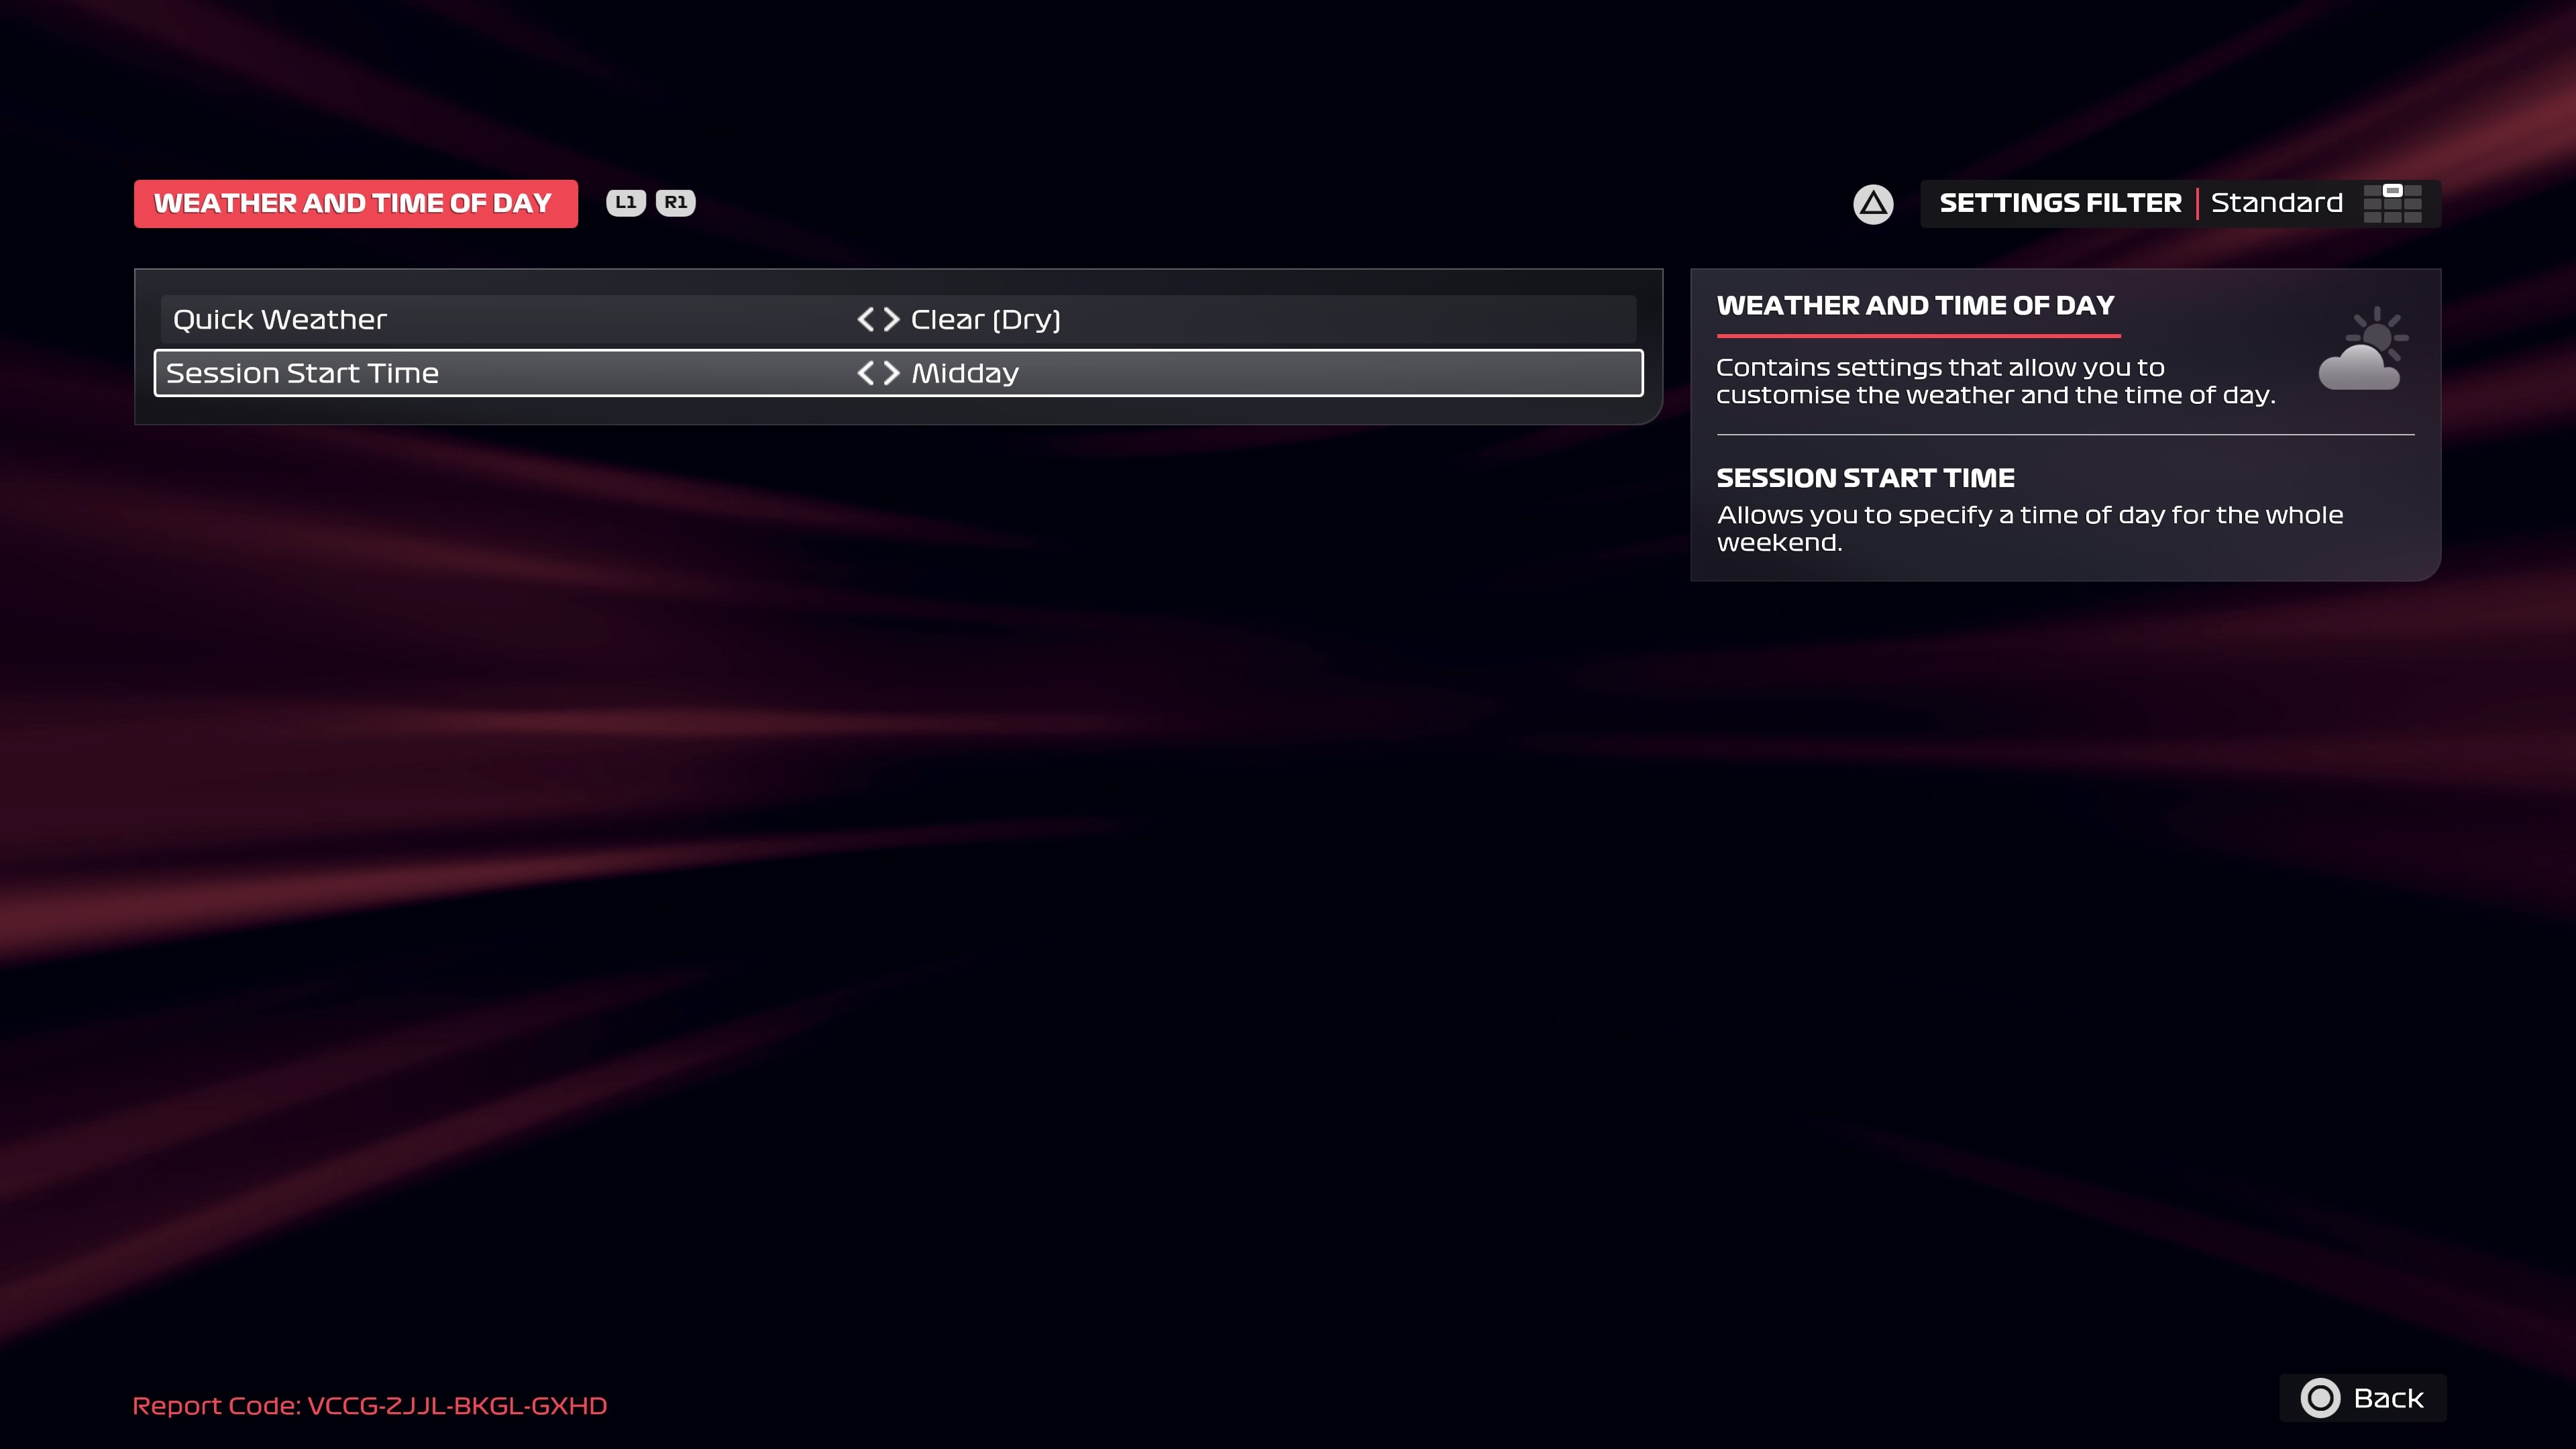 WEATHER AND TIME OF DAY L1 R1
SETTINGS FILTER | Standard
Quick Weather < > Clear (Dry)
Session Start Time < > Midday
WEATHER AND TIME OF DAY
Contains settings that allow you to
customise the weather and the time of day.
SESSION START TIME
Allows you to specify a time of day for the whole
weekend.
Report Code: VCCG-ZJJL-BKGL-GXHD
Back